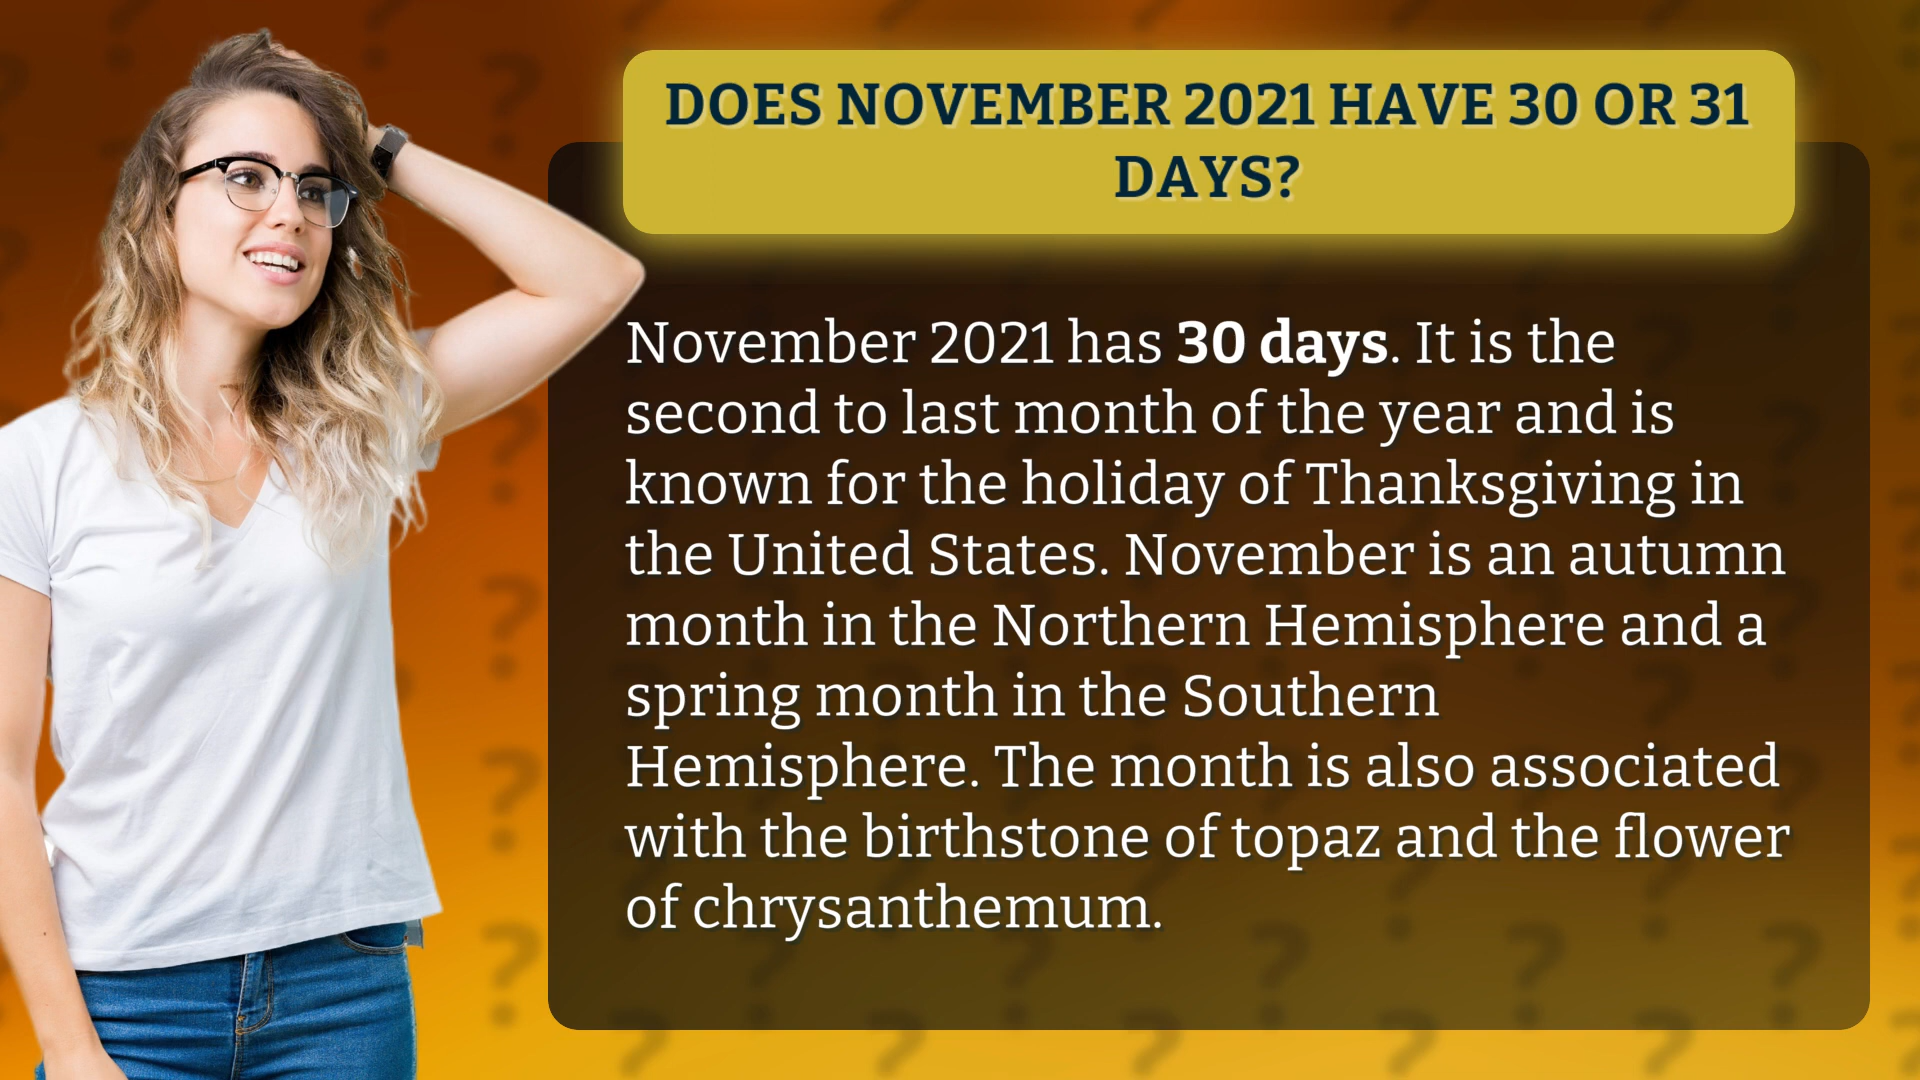 DOES NOVEMBER 2021 HAVE 30 OR 31
DAYS?
November 2021 has 30 days. It is the
second to last month of the year and is
known for the holiday of Thanksgiving in
the United States. November is an autumn
month in the Northern Hemisphere and a
spring month in the Southern
Hemisphere. The month is also associated
with the birthstone of topaz and the flower
of chrysanthemum.